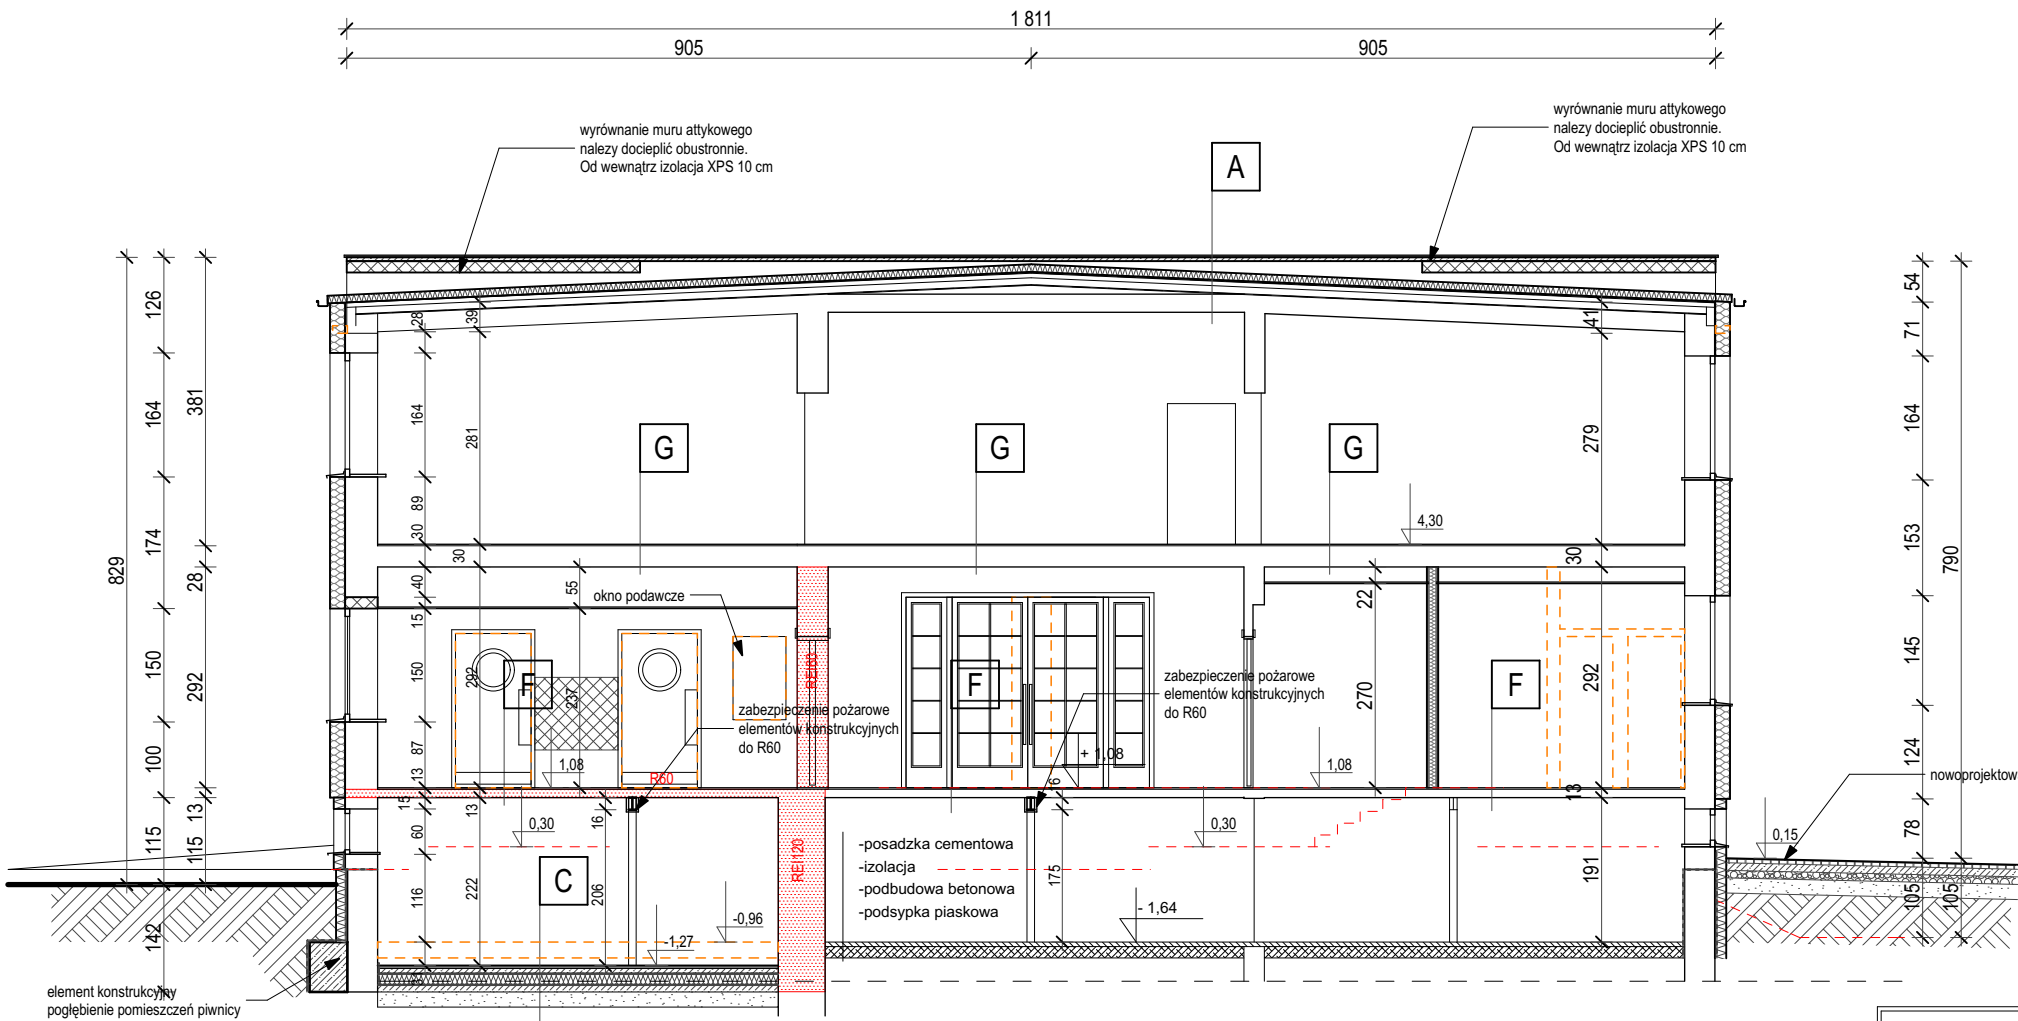 1 811
905
905
wyrównanie muru attykowego
nalezy docieplić obustronnie.
Od wewnątrz izolacja XPS 10 cm
wyrównanie muru attykowego
nalezy docieplić obustronnie.
Od wewnątrz izolacja XPS 10 cm
A
126
164
174
150
100
115
142
829
381
28
292
13
115
28
39
164
281
89
30
30
40
55
15
150
292
237
87
13
15
13
16
60
116
222
206
G
G
G
4,30
okno podawcze
F
F
F
zabezpieczenie pożarowe
elementów konstrukcyjnych
do R60
zabezpieczenie pożarowe
elementów konstrukcyjnych
do R60
REI60
R60
REI120
1,08
+ 1,08
1,08
16
22
270
41
279
30
292
13
191
175
0,30
0,30
C
-0,96
-1,27
- 1,64
-posadzka cementowa
-izolacja
-podbudowa betonowa
-podsypka piaskowa
54
71
164
153
145
124
78
105
790
105
0,15
nowoprojektow
element konstrukcyjny
pogłębienie pomieszczeń piwnicy